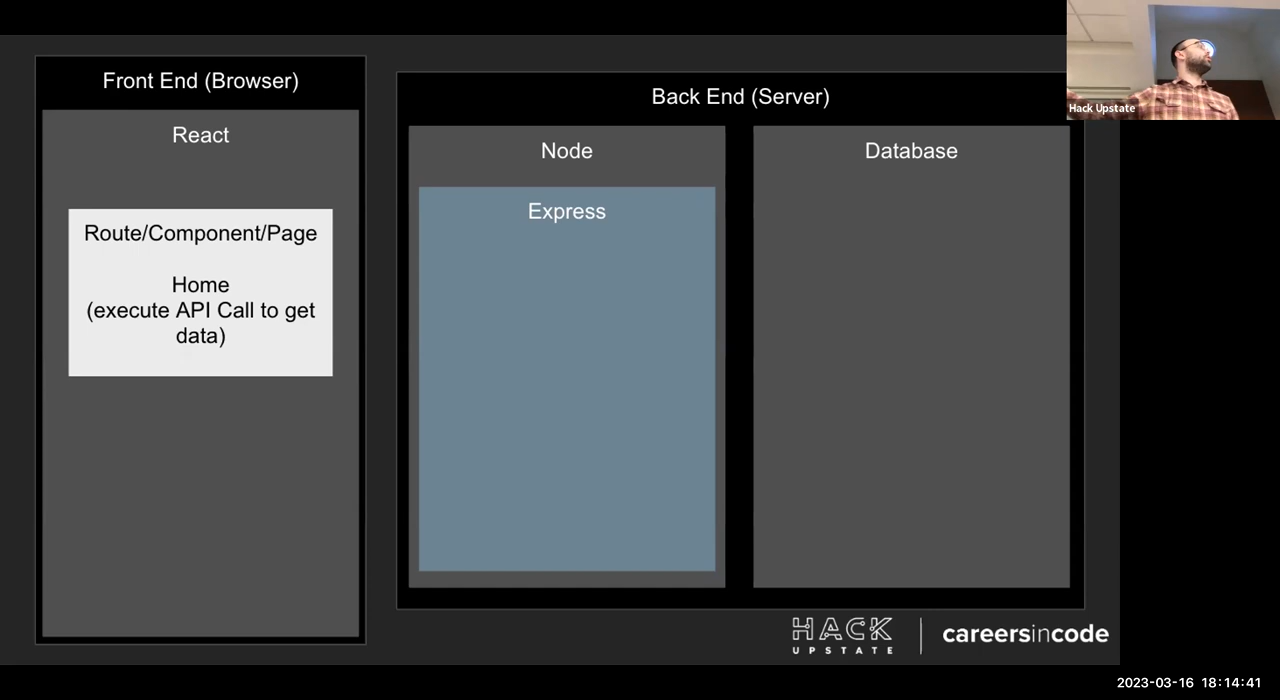 Front End (Browser)
React
Route/Component/Page
Home
(execute API Call to get
data)
Back End (Server)
Node
Express
Database
Hack Upstate
HACK
UPSTATE
careersincode
2023-03-16 18:14:41